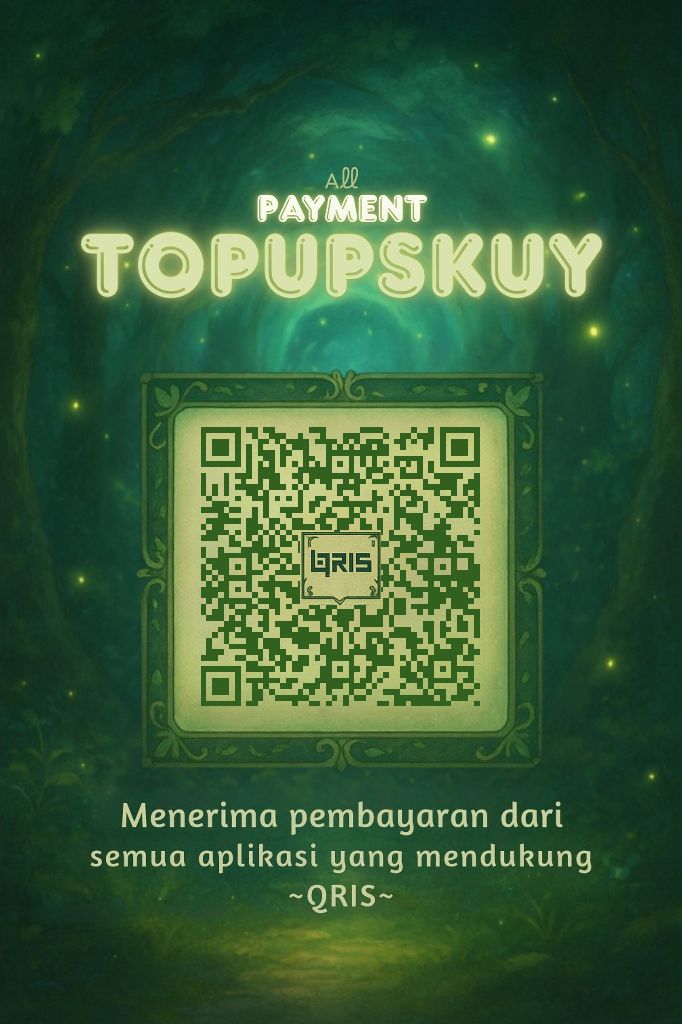 All
PAYMENT
TOPUPSKUY
QRIS
Menerima pembayaran dari
semua aplikasi yang mendukung
~QRIS~